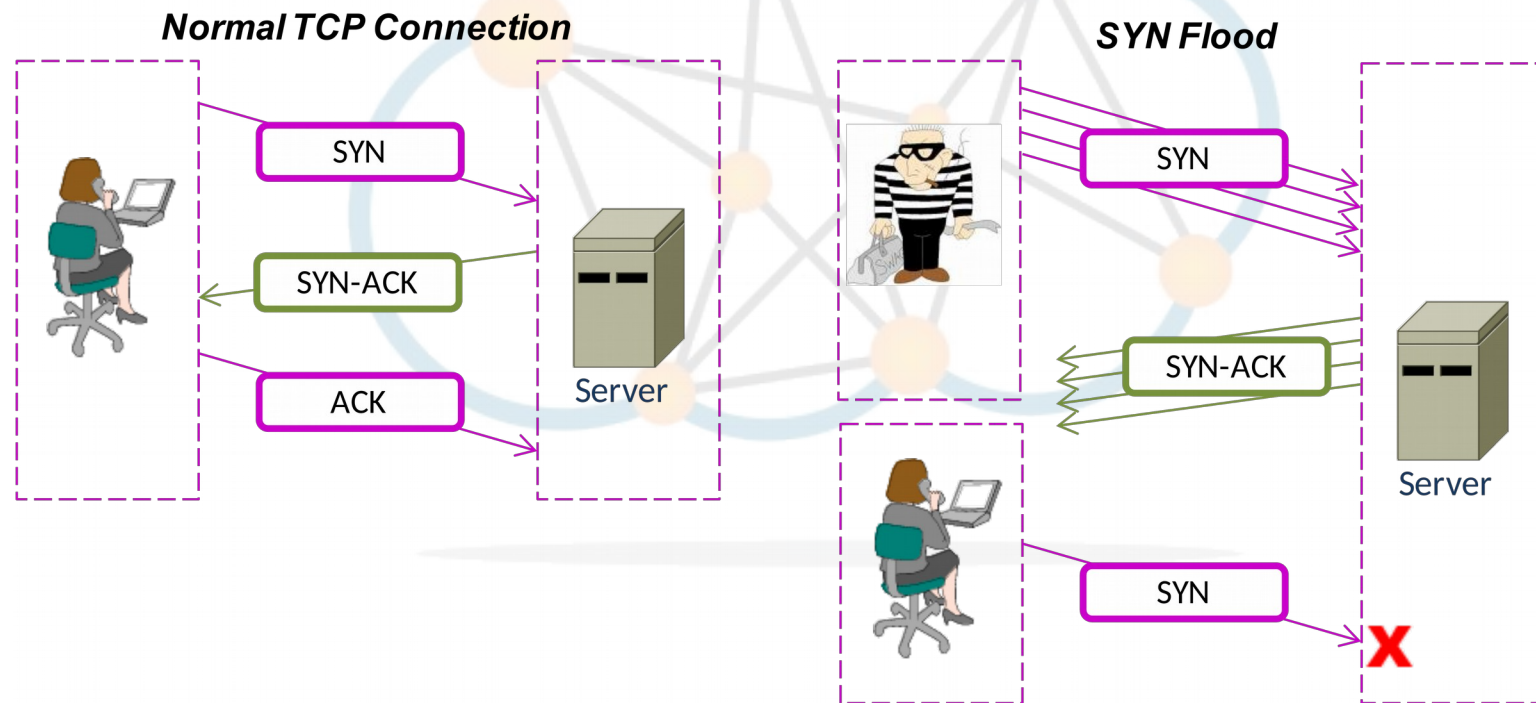 Normal TCP Connection
SYN
SYN-ACK
ACK
Server
SYN Flood
SYN
SYN-ACK
Server
SYN
X